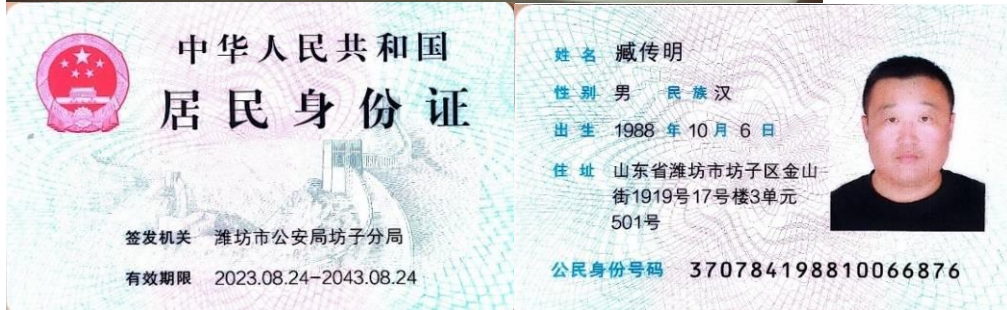 中华人民共和国
居民身份证
签发机关 潍坊市公安局坊子分局
有效期限 2023.08.24-2043.08.24
姓名 臧传明
性别 男 民族 汉
出生 1988 年 10 月 6 日
住址 山东省潍坊市坊子区金山
街1919号17号楼3单元
501号
公民身份号码 370784198810066876